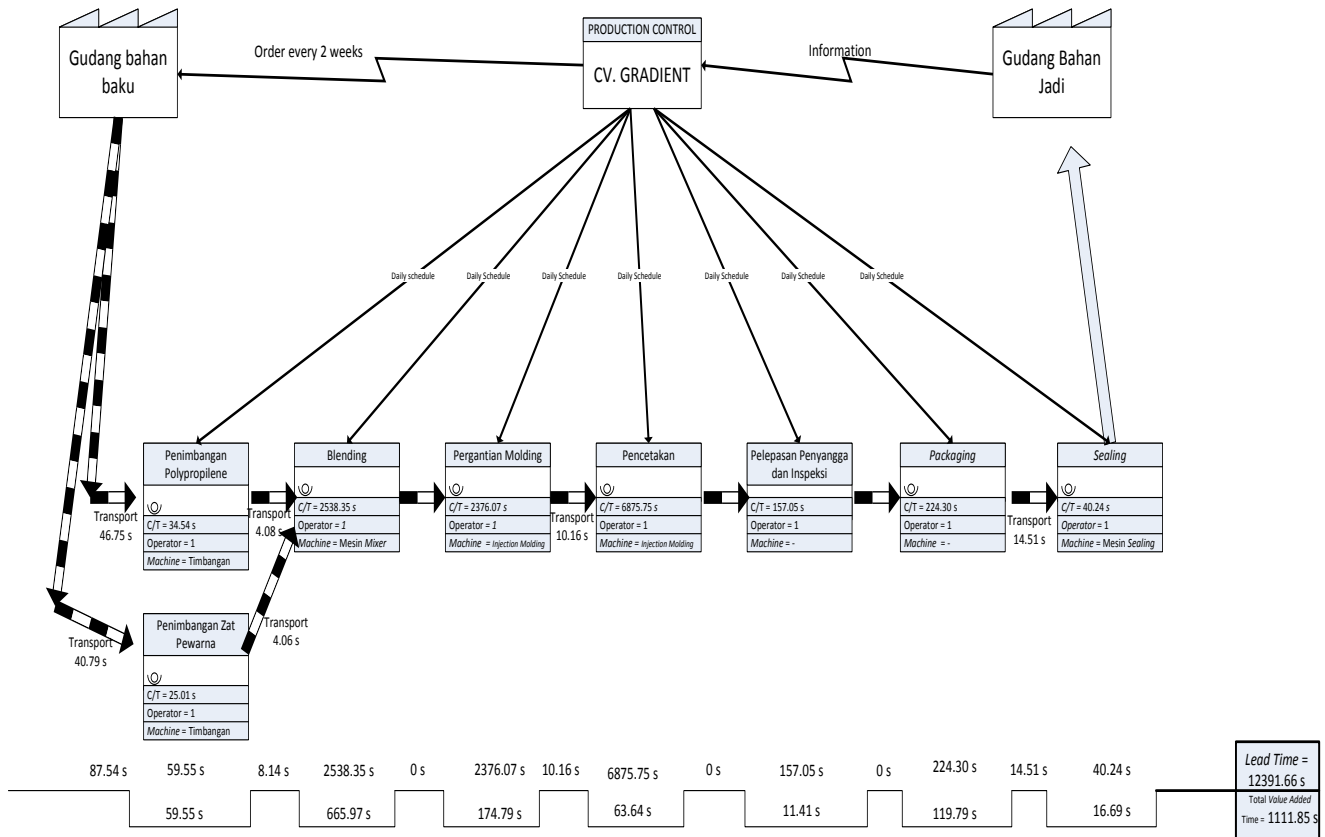 Gudang bahan
baku
Order every 2 weeks
PRODUCTION CONTROL
CV. GRADIENT
Information
Gudang Bahan
Jadi
Daily schedule
Daily Schedule
Daily Schedule
Daily Schedule
Daily Schedule
Daily Schedule
Daily Schedule
Transport
46.75 s
Penimbangan
Polypropilene
C/T = 34.54 s
Operator = 1
Machine = Timbangan
Transport
4.08 s
Blending
C/T = 2538.35 s
Operator = 1
Machine = Mesin Mixer
Pergantian Molding
C/T = 2376.07 s
Operator = 1
Machine = Injection Molding
Transport
10.16 s
Pencetakan
C/T = 6875.75 s
Operator = 1
Machine = Injection Molding
Pelepasan Penyangga
dan Inspeksi
C/T = 157.05 s
Operator = 1
Machine = -
Packaging
C/T = 224.30 s
Operator = 1
Machine = -
Transport
14.51 s
Sealing
C/T = 40.24 s
Operator = 1
Machine = Mesin Sealing
Transport
40.79 s
Penimbangan Zat
Pewarna
C/T = 25.01 s
Operator = 1
Machine = Timbangan
Transport
4.06 s
87.54 s 59.55 s 8.14 s 2538.35 s 0 s 2376.07 s 10.16 s 6875.75 s 0 s 157.05 s 0 s 224.30 s 14.51 s 40.24 s
59.55 s 665.97 s 174.79 s 63.64 s 11.41 s 119.79 s 16.69 s
Lead Time =
12391.66 s
Total Value Added
Time = 1111.85 s